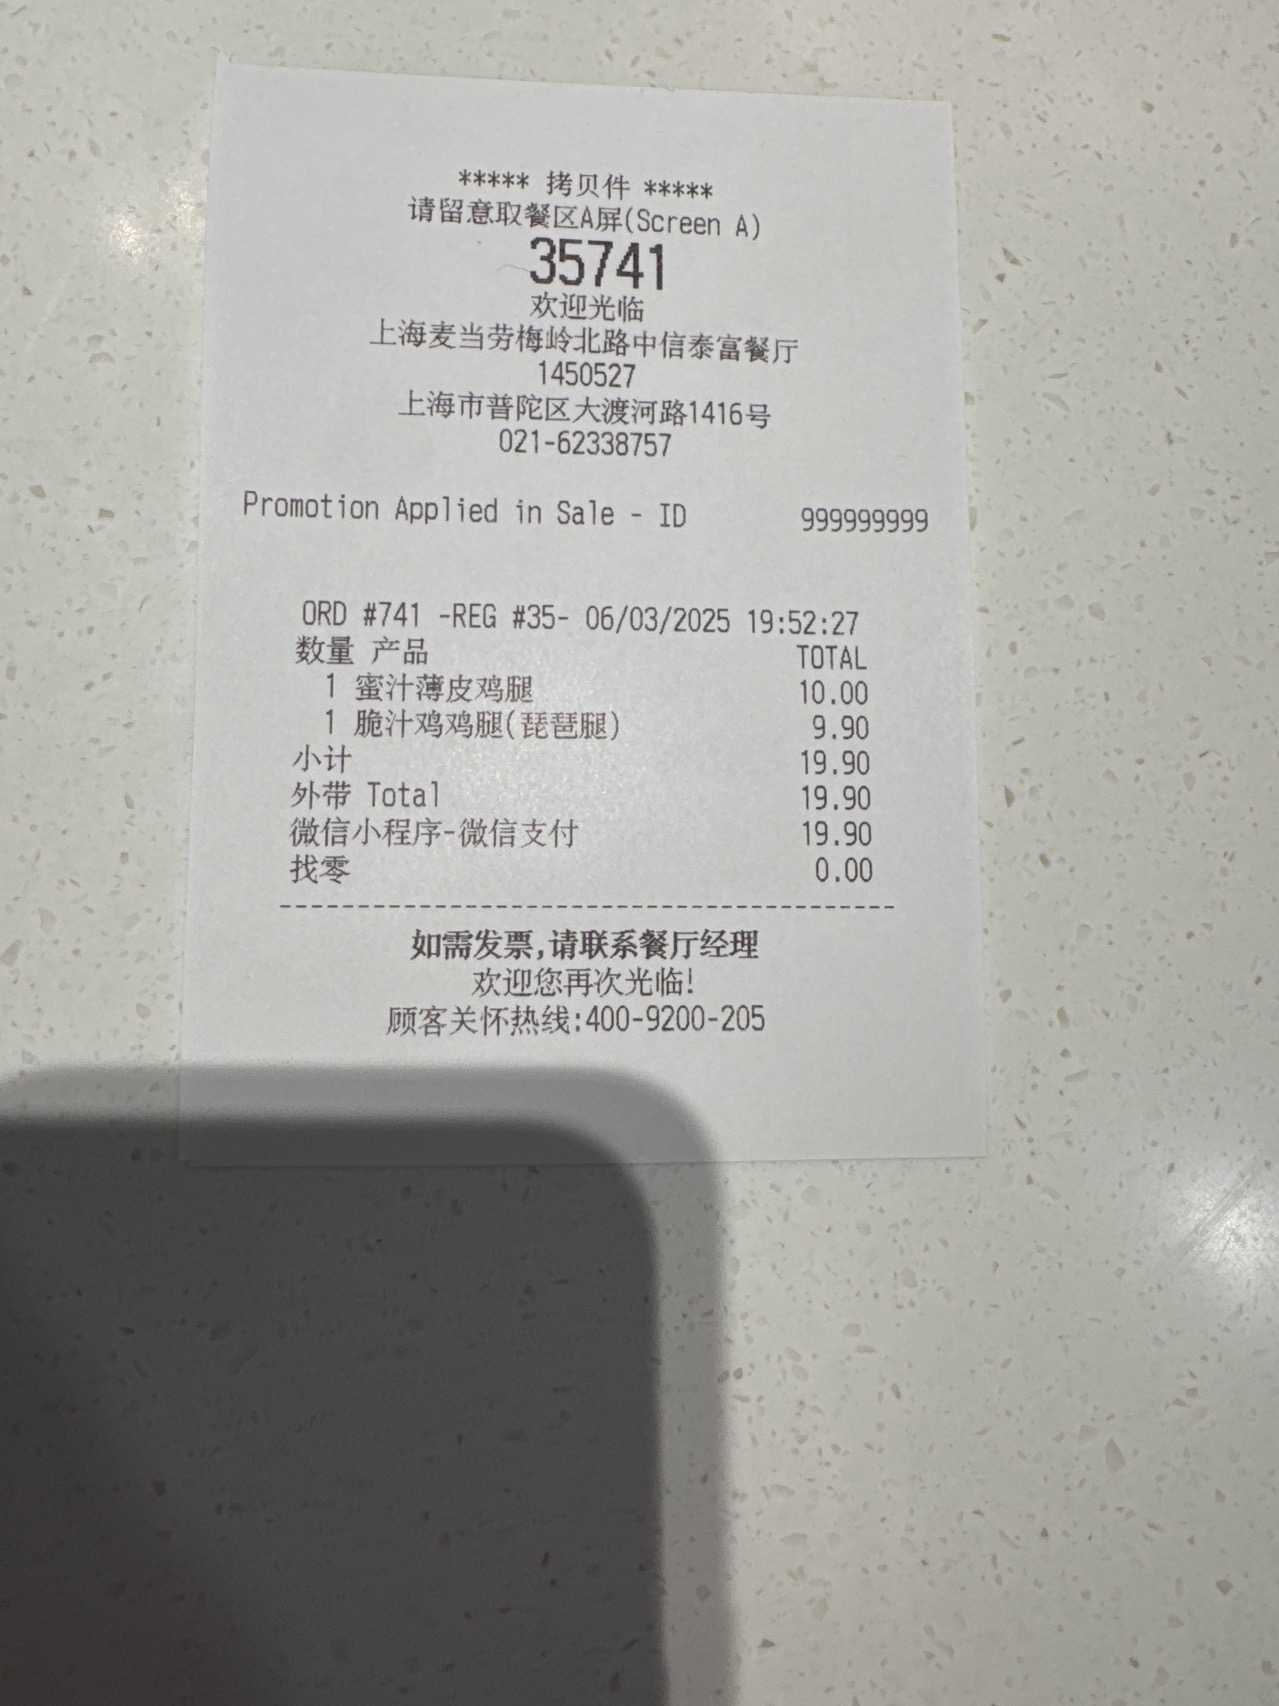 ***** 拷贝件 *****
请留意取餐区A屏(Screen A)
35741
欢迎光临
上海麦当劳梅岭北路中信泰富餐厅
1450527
上海市普陀区大渡河路1416号
021-62338757
Promotion Applied in Sale - ID 999999999
ORD #741 -REG #35- 06/03/2025 19:52:27
数量 产品 TOTAL
1 蜜汁薄皮鸡腿 10.00
1 脆汁鸡鸡腿(琵琶腿) 9.90
小计 19.90
外带 Total 19.90
微信小程序-微信支付 19.90
找零 0.00
--------------------------------------
如需发票,请联系餐厅经理
欢迎您再次光临!
顾客关怀热线:400-9200-205